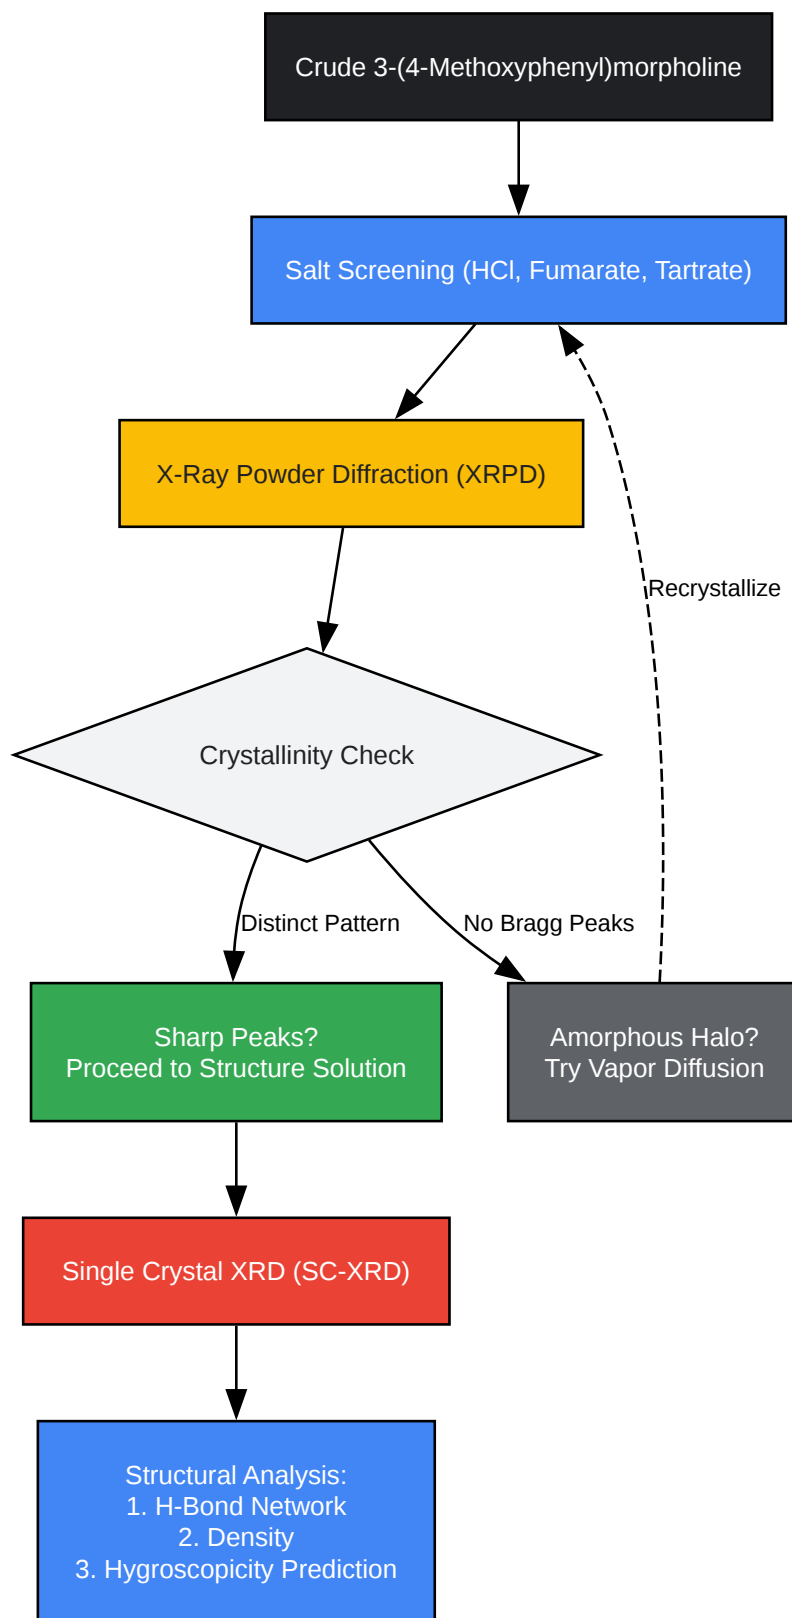 Crude 3-(4-Methoxyphenyl)morpholine
Salt Screening (HCl, Fumarate, Tartrate)
X-Ray Powder Diffraction (XRPD)
Recrystallize
Crystallinity Check
Distinct Pattern
No Bragg Peaks
Sharp Peaks?
Proceed to Structure Solution
Amorphous Halo?
Try Vapor Diffusion
Single Crystal XRD (SC-XRD)
Structural Analysis:
1. H-Bond Network
2. Density
3. Hygroscopicity Prediction